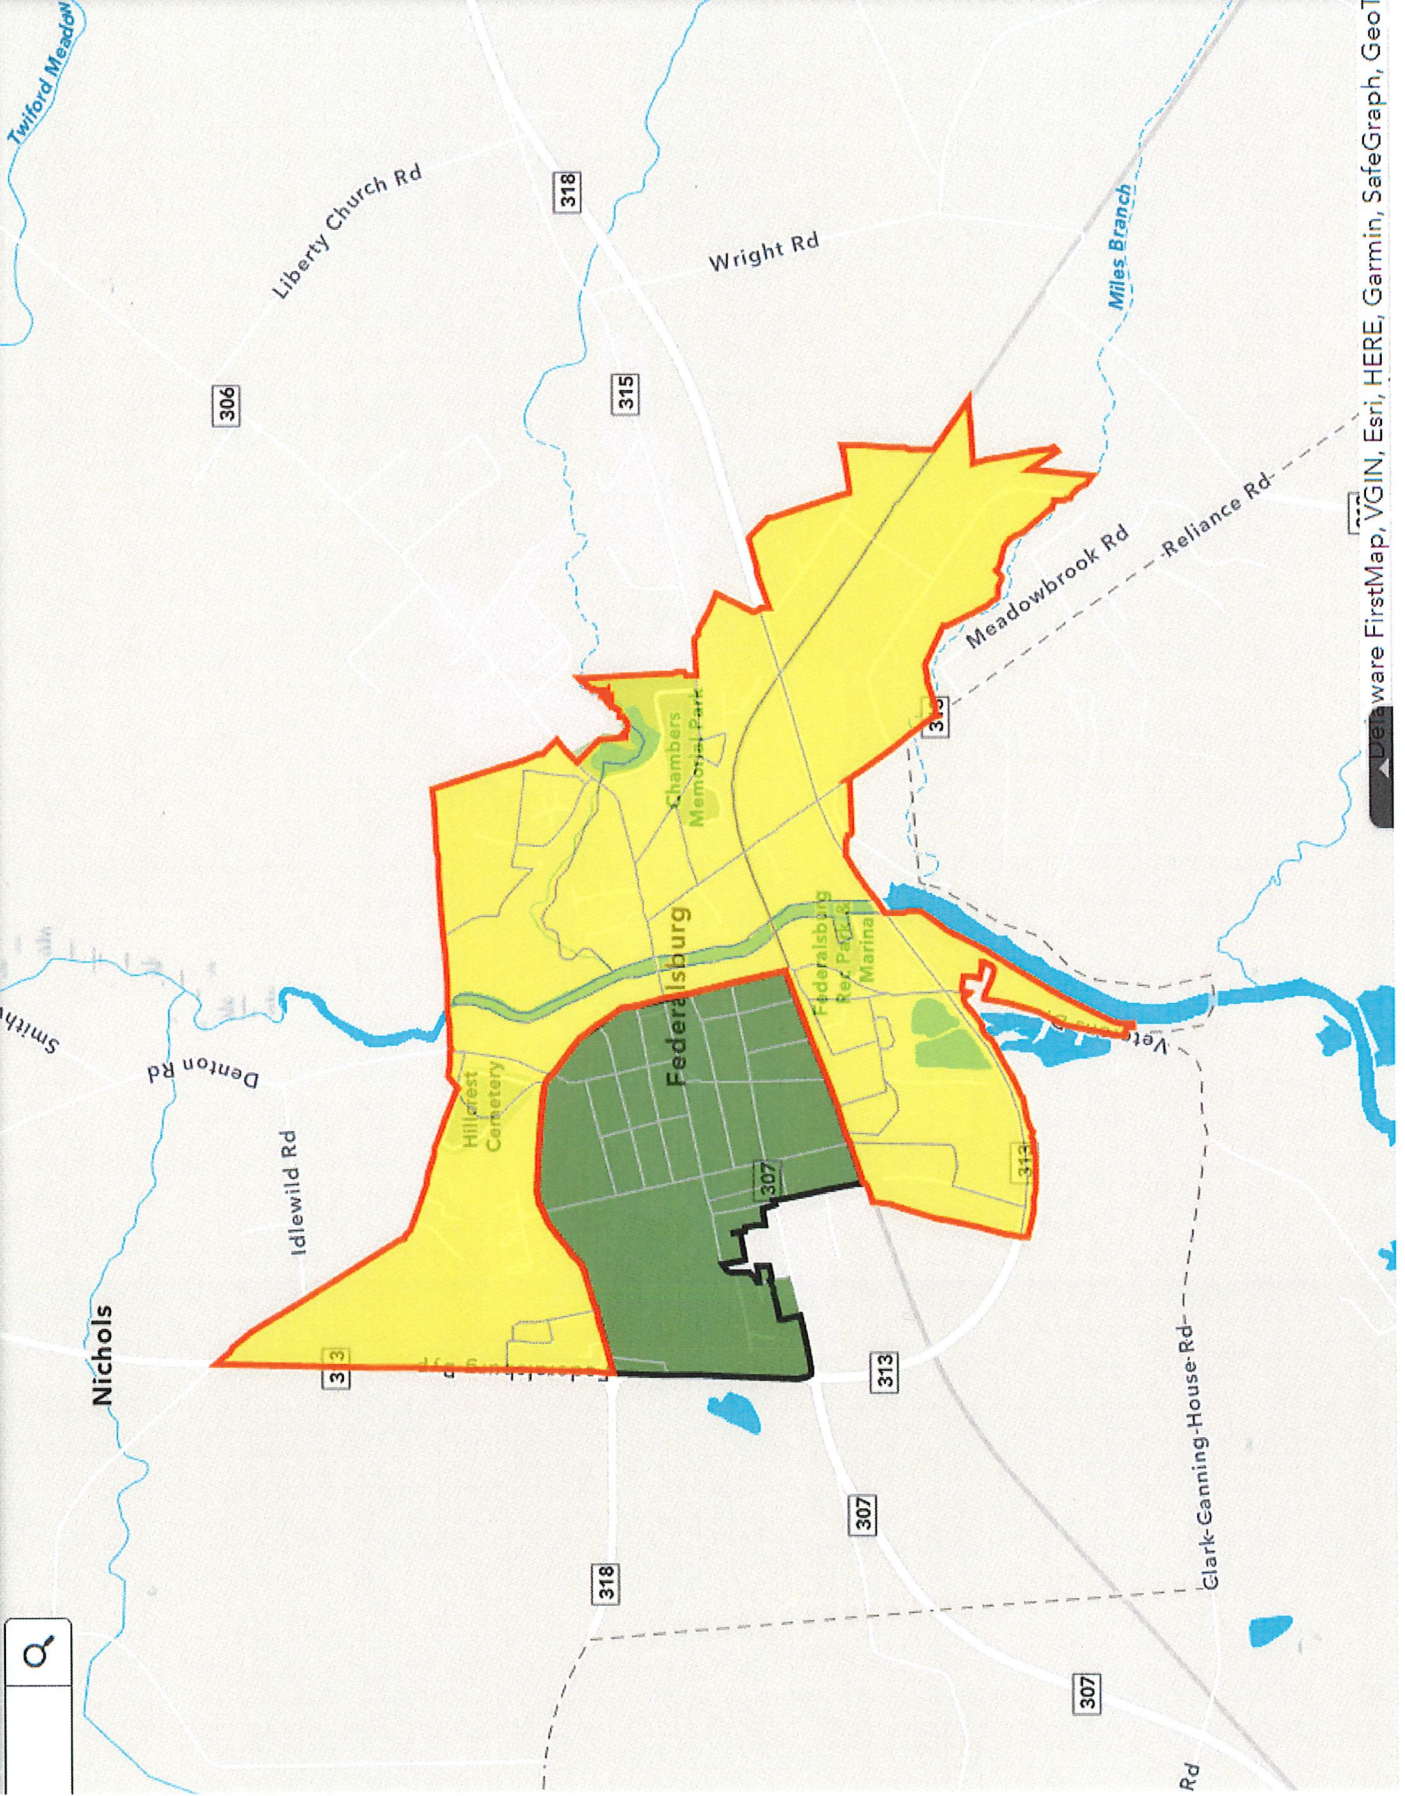 Twiford Meadow
Liberty Church Rd
318
Wright Rd
Miles Branch
306
315
Reliance Rd
Meadowbrook Rd
Chambers
Memorial Park
Federalsburg
Federalsburg
Rec Park &
Marina
Denton Rd
Hillcrest
Cemetery
Idlewild Rd
307
313
Nichols
313
313
307
318
Clark-Canning-House-Rd
307
Rd
Delaware FirstMap, VGIN, Esri, HERE, Garmin, SafeGraph, GeoT